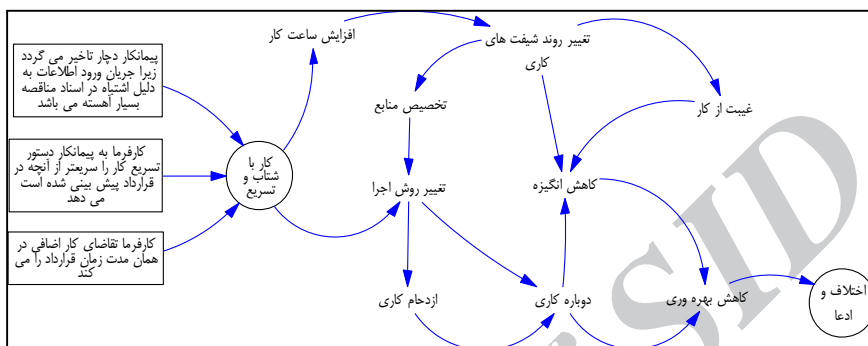 پیمانکار دچار تاخیر می گردد
زیرا جریان ورود اطلاعات به
دلیل اشتباه در اسناد مناقصه
بسیار آهسته می باشد
کارفرما به پیمانکار دستور
تسریع کار را سریعتر از آنچه در
قرارداد پیش بینی شده است
می دهد
کارفرما تقاضای کار اضافی در
همان مدت زمان قرارداد را می
کند
کار با
شتاب و
تسریع
افزایش ساعت کار
تغییر روند شیفت های
کاری
تخصیص منابع
غیبت از کار
تغییر روش اجرا
کاهش انگیزه
ازدحام کاری
دوباره کاری
کاهش بهره وری
اختلاف و
ادعا
SID